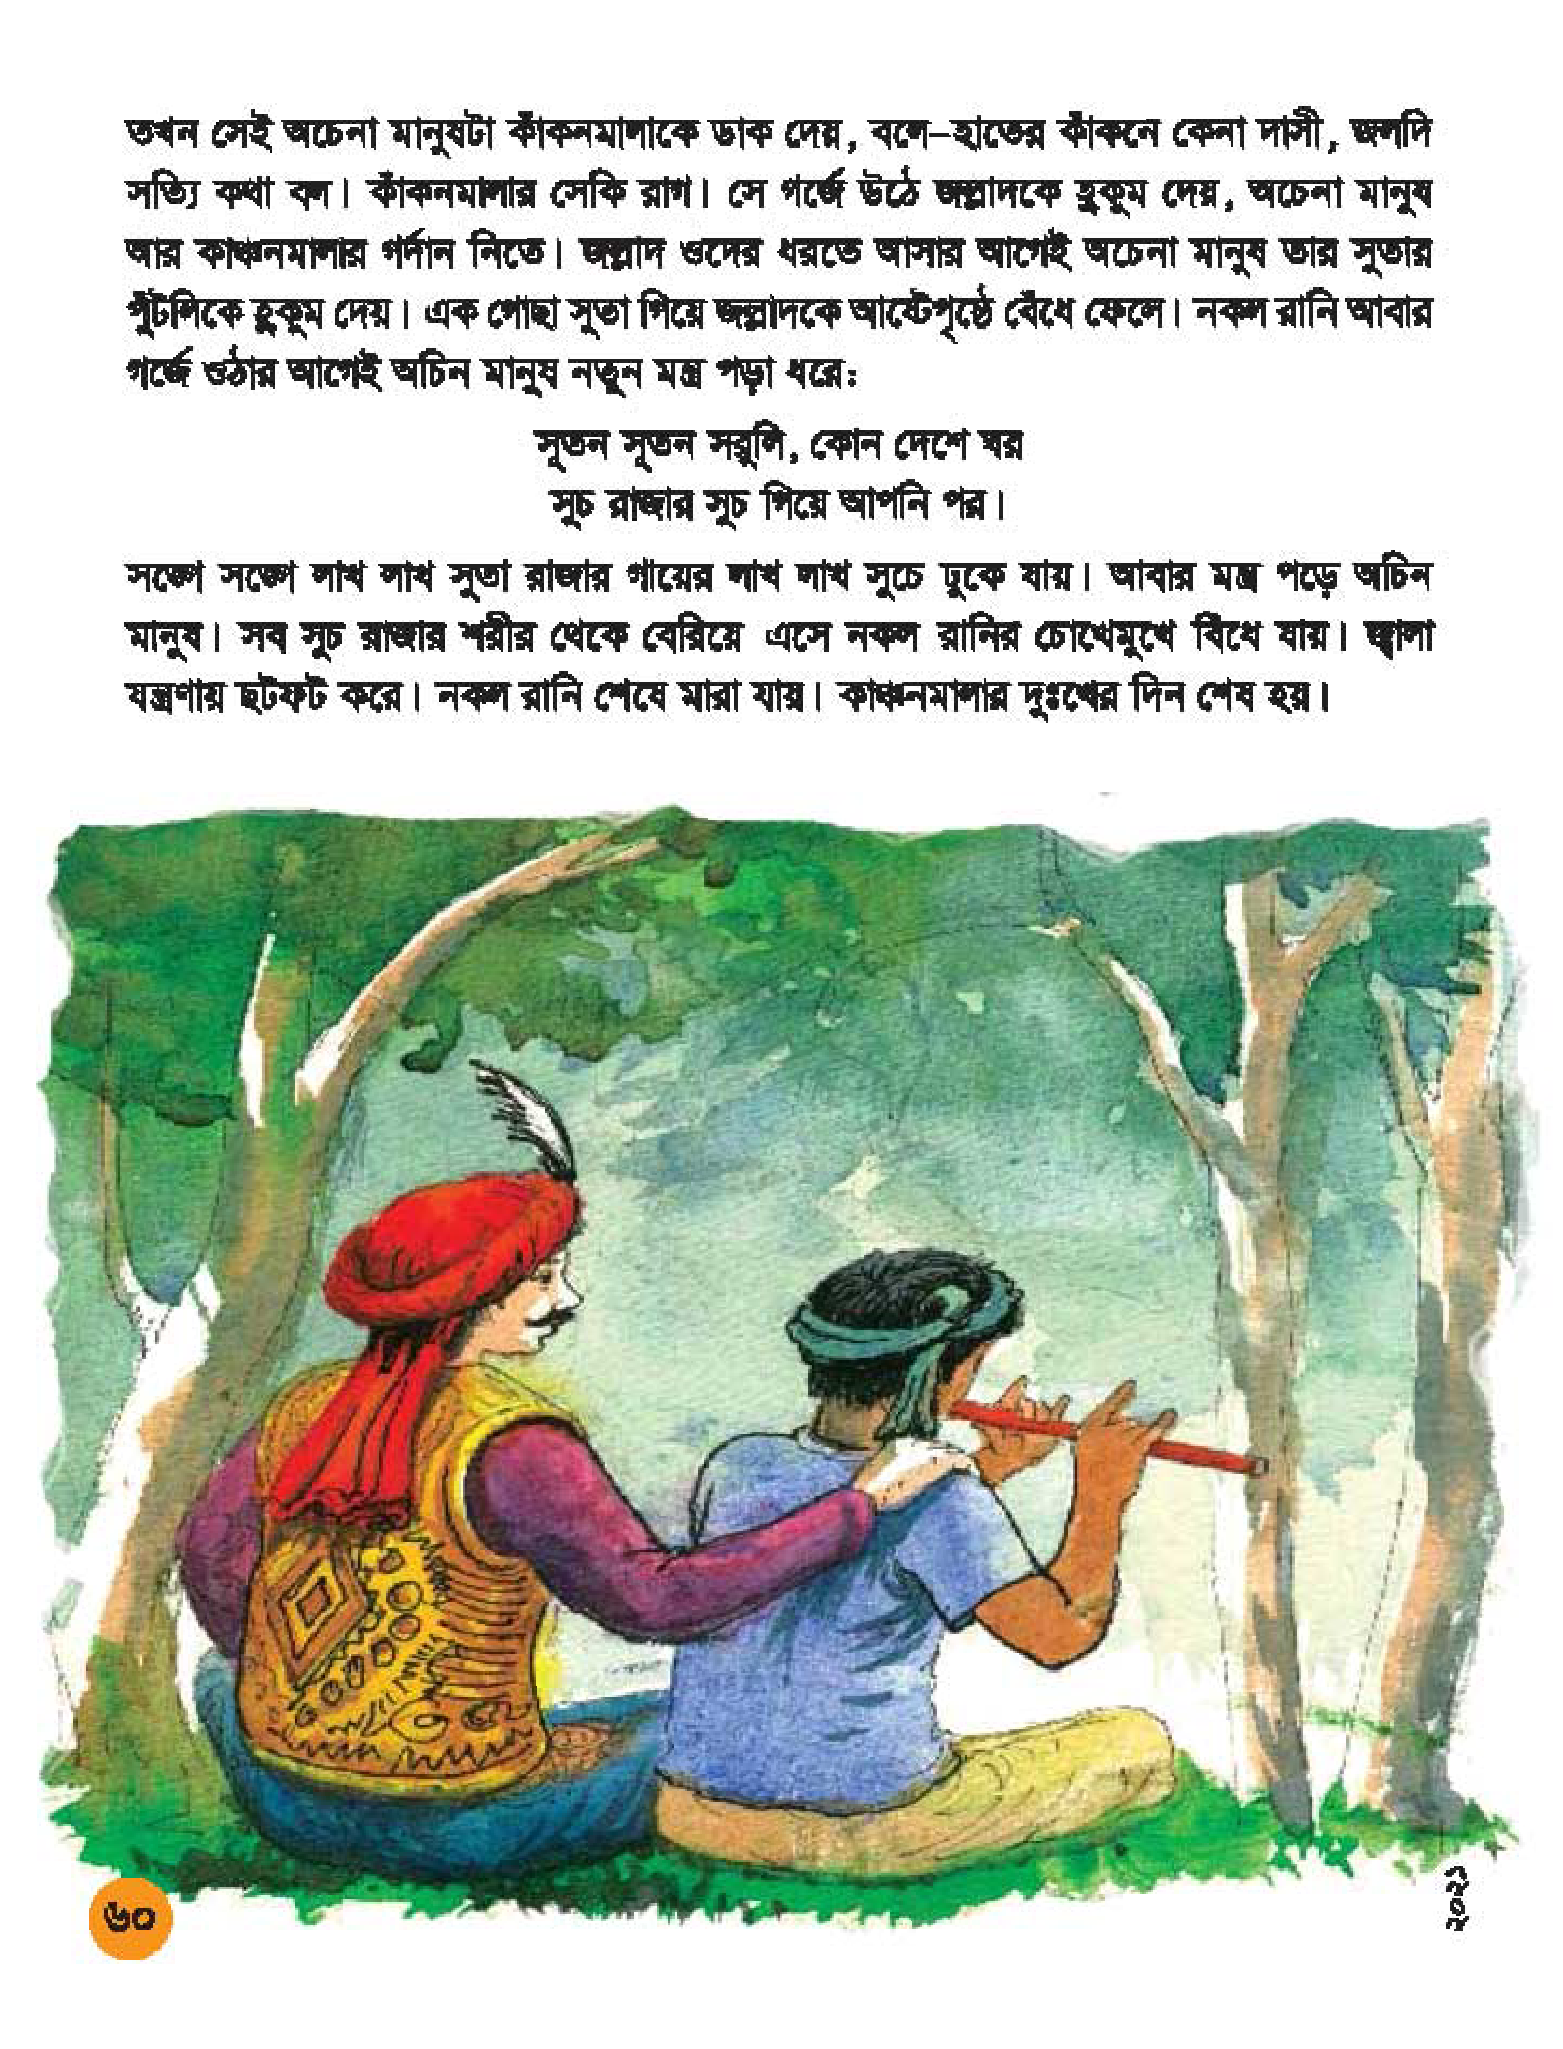 তখন সেই অচেনা মানুষটা কাঁকনমালাকে ডাক দেয়, বলে–হাতের কাঁকনে কেনা দাসী, জলদি
সত্যি কথা বল। কাঁকনমালার সেকি রাগ। সে গর্জে উঠে জল্লাদকে হুকুম দেয়, অচেনা মানুষ
আর কাঞ্চনমালার গর্দান নিতে। জল্লাদ ওদের ধরতে আসার আগেই অচেনা মানুষ তার সুতার
পুঁটলিকে হুকুম দেয়। এক গোছা সুতা গিয়ে জল্লাদকে আষ্টেপৃষ্ঠে বেঁধে ফেলে। নকল রানি আবার
গর্জে ওঠার আগেই অচিন মানুষ নতুন মন্ত্র পড়া ধরে:
সুতন সুতন সরুলি, কোন দেশে ঘর
সুচ রাজার সুচ গিয়ে আপনি পর।
সঙ্গে সঙ্গে লাখ লাখ সুতা রাজার গায়ের লাখ লাখ সুচে ঢুকে যায়। আবার মন্ত্র পড়ে অচিন
মানুষ। সব সুচ রাজার শরীর থেকে বেরিয়ে এসে নকল রানির চোখেমুখে বিঁধে যায়। জ্বালা
যন্ত্রণায় ছটফট করে। নকল রানি শেষে মারা যায়। কাঞ্চনমালার দুঃখের দিন শেষ হয়।
৬০
২০২১